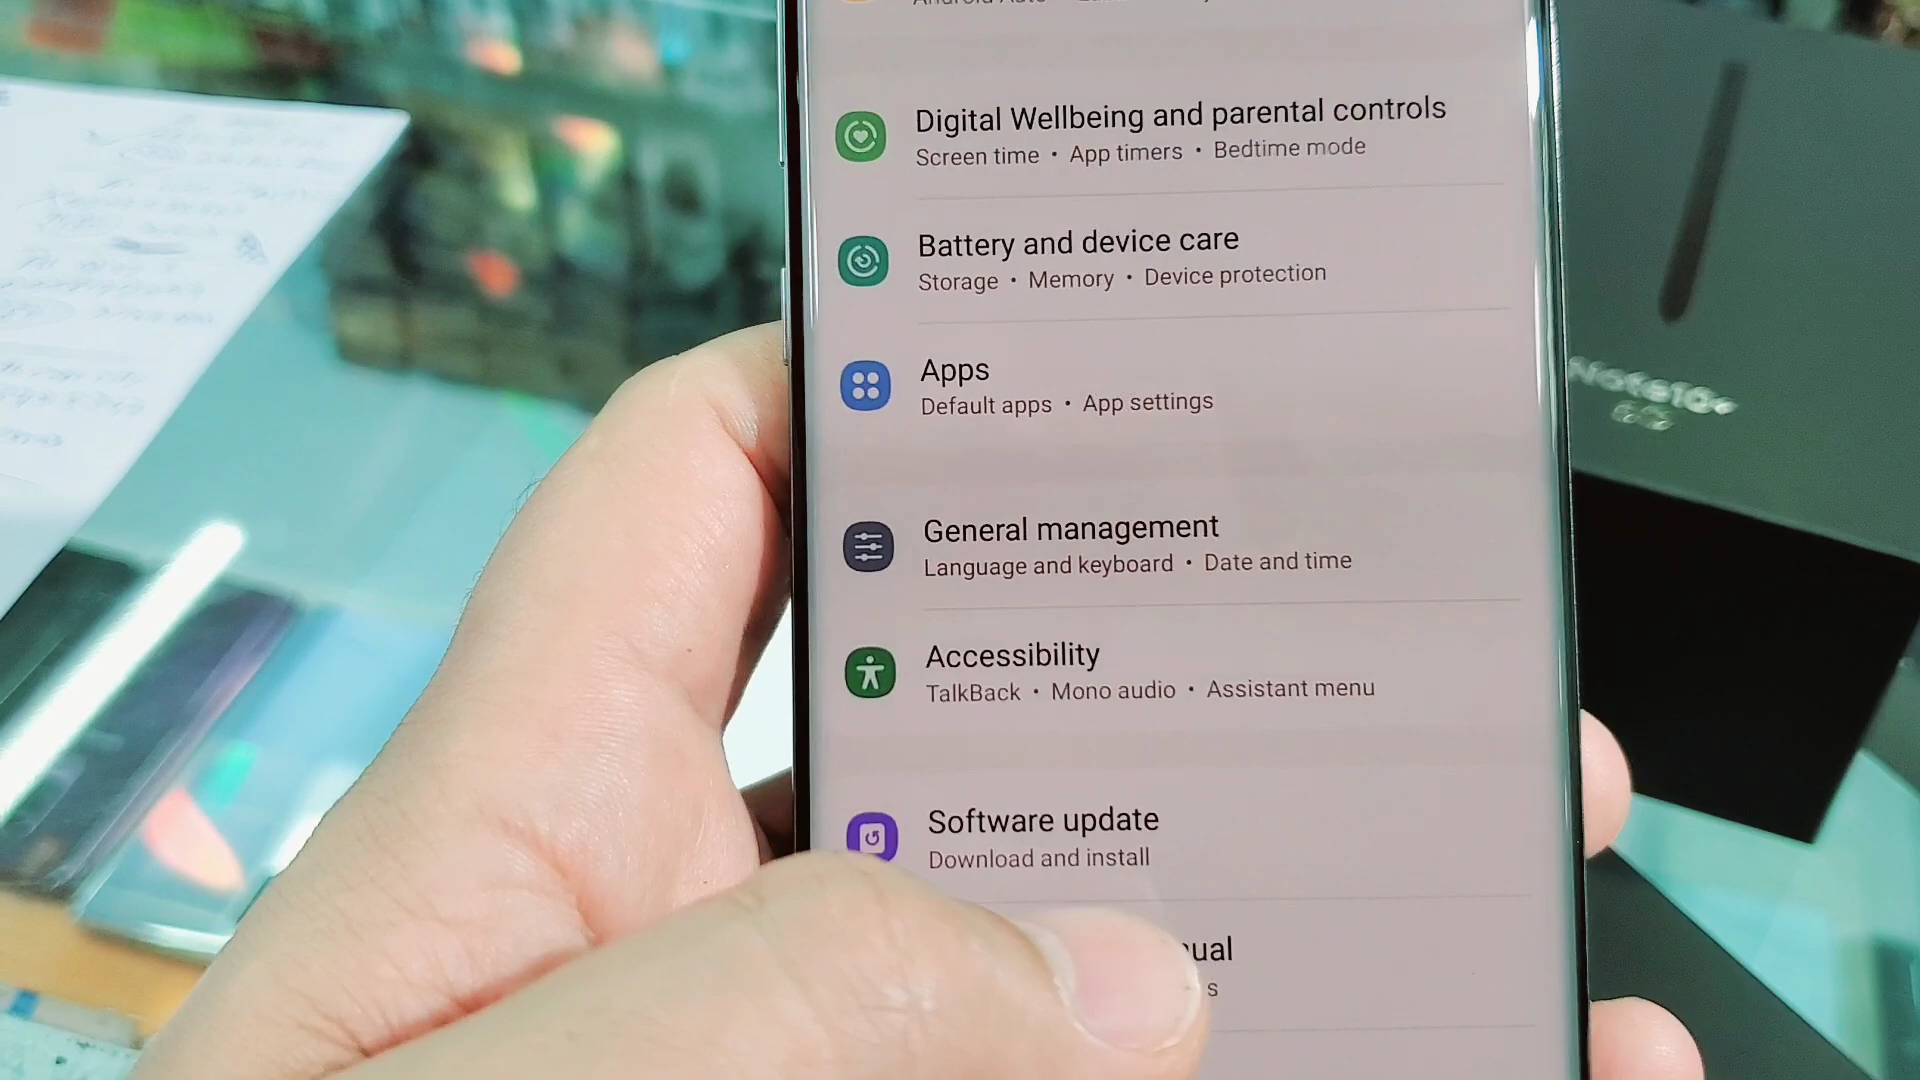 Digital Wellbeing and parental controls
Screen time • App timers • Bedtime mode
Battery and device care
Storage • Memory • Device protection
Apps
Default apps • App settings
General management
Language and keyboard • Date and time
Accessibility
TalkBack • Mono audio • Assistant menu
Software update
Download and install
Note10+
5G